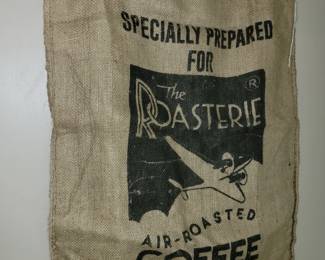 SPECIALLY PREPARED
FOR
The ®
ROASTERIE
AIR-ROASTED
COFFEE